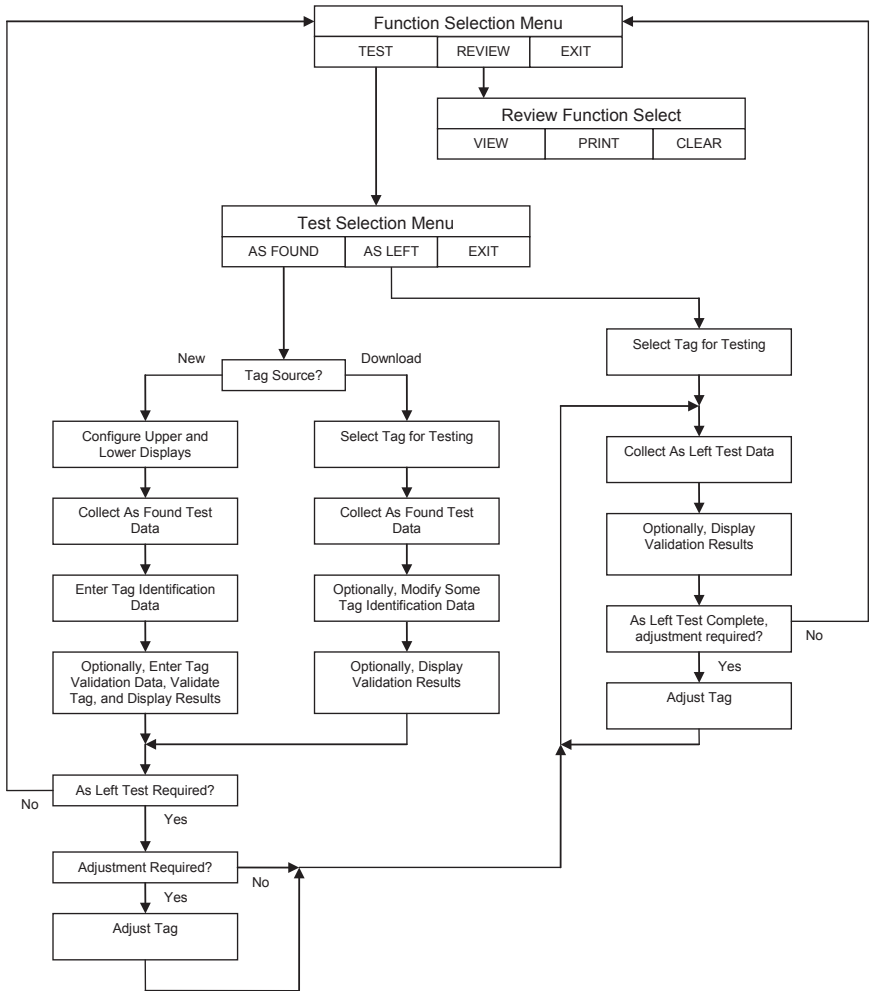 Function Selection Menu
TEST REVIEW EXIT
Review Function Select
VIEW PRINT CLEAR
Test Selection Menu
AS FOUND AS LEFT EXIT
New
Tag Source?
Download
Configure Upper and
Lower Displays
Collect As Found Test
Data
Enter Tag Identification
Data
Optionally, Enter Tag
Validation Data, Validate
Tag, and Display Results
Select Tag for Testing
Collect As Found Test
Data
Optionally, Modify Some
Tag Identification Data
Optionally, Display
Validation Results
As Left Test Required?
No
Yes
Adjustment Required?
No
Yes
Adjust Tag
Select Tag for Testing
Collect As Left Test Data
Optionally, Display
Validation Results
As Left Test Complete,
adjustment required?
No
Yes
Adjust Tag